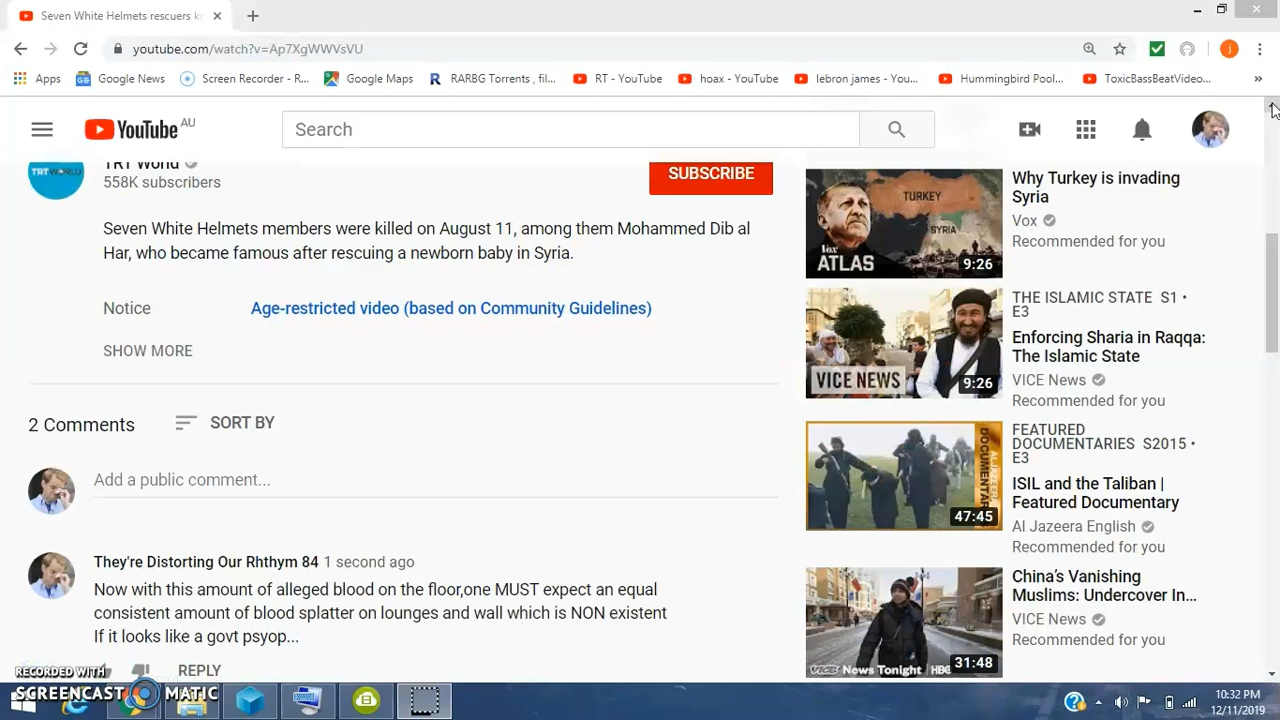 Seven White Helmets rescuers k
youtube.com/watch?v=Ap7XgWWVsVU
Apps
Google News
Screen Recorder - R...
Google Maps
RARBG Torrents , fil...
RT - YouTube
hoax - YouTube
lebron james - You...
Hummingbird Pool...
ToxicBassBeatVideo...
YouTube AU
Search
TRT World
558K subscribers
SUBSCRIBE
Seven White Helmets members were killed on August 11, among them Mohammed Dib al
Har, who became famous after rescuing a newborn baby in Syria.
Notice
Age-restricted video (based on Community Guidelines)
SHOW MORE
2 Comments
SORT BY
Add a public comment...
They're Distorting Our Rhthym 84 1 second ago
Now with this amount of alleged blood on the floor,one MUST expect an equal
consistent amount of blood splatter on lounges and wall which is NON existent
If it looks like a govt psyop...
REPLY
TRT WORLD
TURKEY
SYRIA
Vox
ATLAS
9:26
Why Turkey is invading
Syria
Vox
Recommended for you
VICE NEWS
9:26
THE ISLAMIC STATE S1 •
E3
Enforcing Sharia in Raqqa:
The Islamic State
VICE News
Recommended for you
47:45
FEATURED
DOCUMENTARIES S2015 •
E3
ISIL and the Taliban |
Featured Documentary
Al Jazeera English
Recommended for you
VICE News Tonight | HBO
31:48
China's Vanishing
Muslims: Undercover In...
VICE News
Recommended for you
RECORDED WITH
SCREENCAST MATIC
10:32 PM
12/11/2019